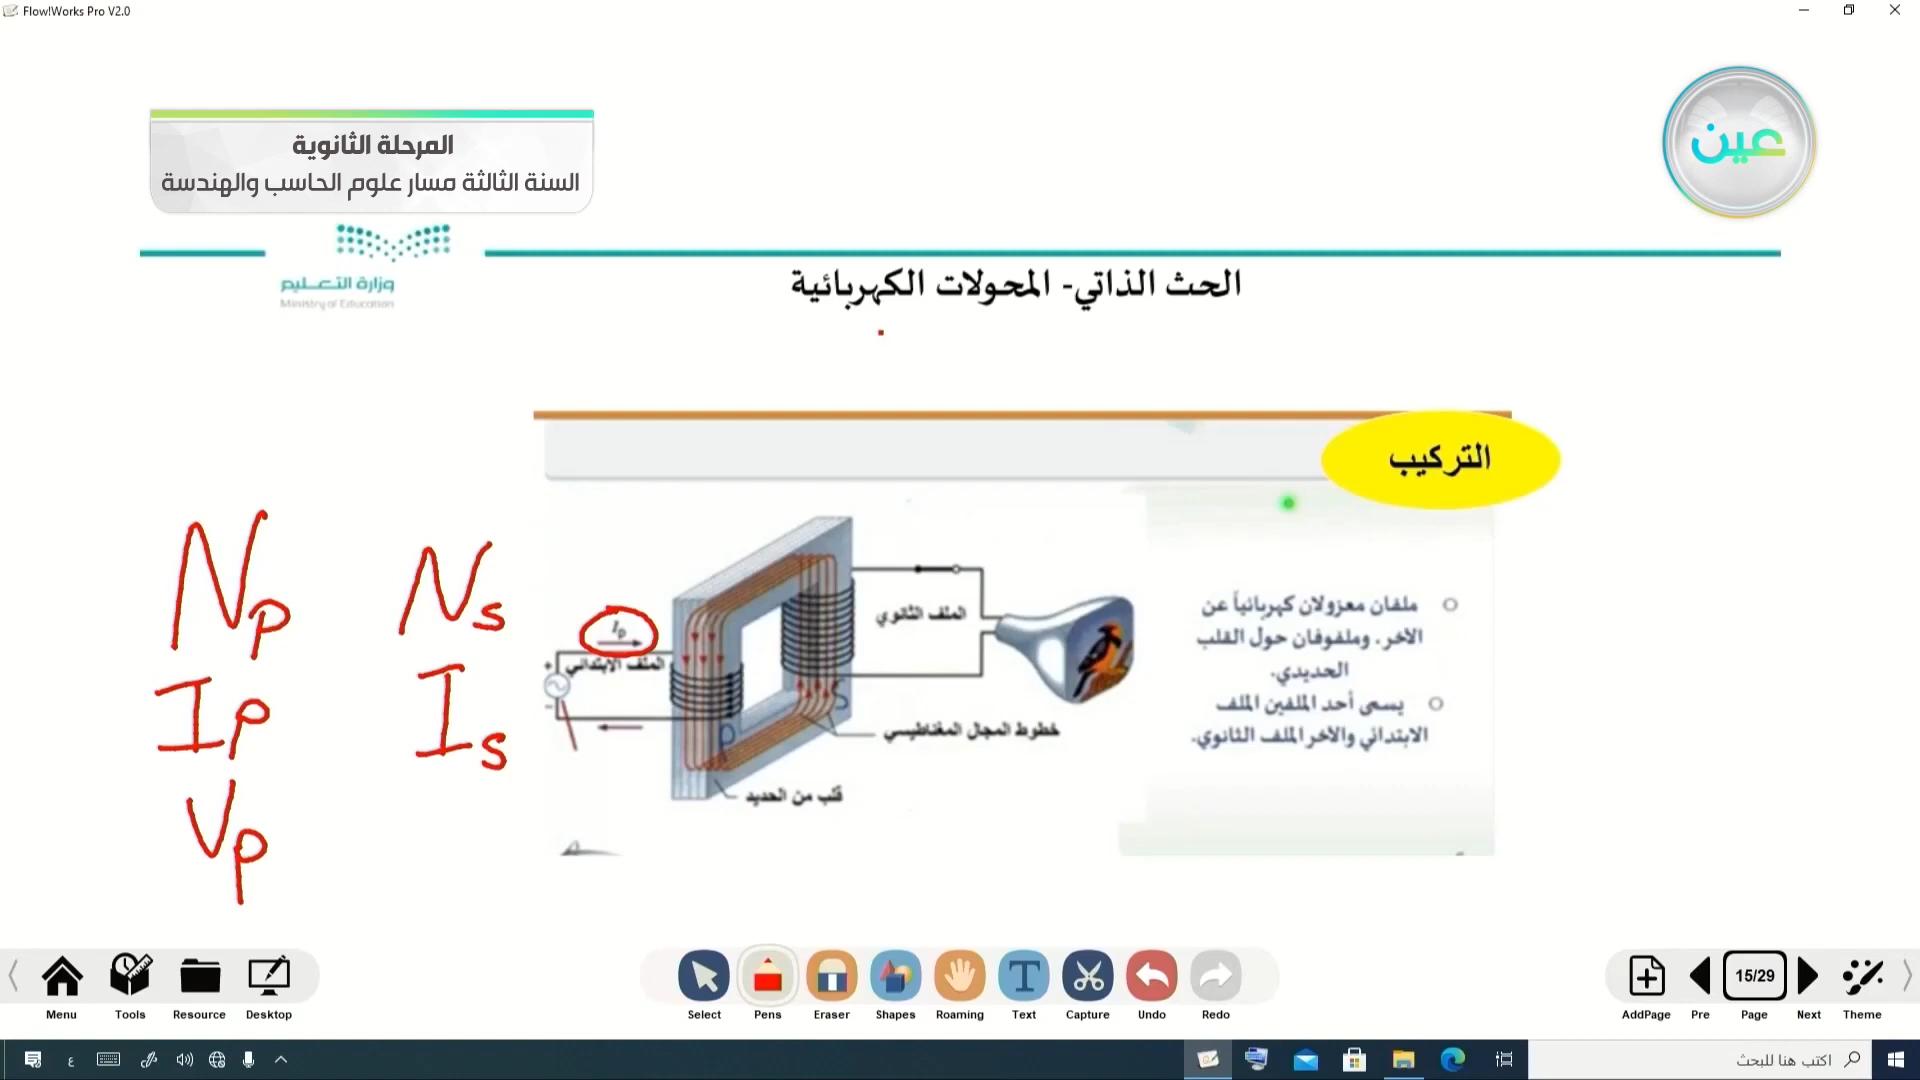 Flow!Works Pro V2.0
المرحلة الثانوية
السنة الثالثة مسار علوم الحاسب والهندسة
عين
وزارة التعليم
Ministry of Education
الحث الذاتي- المحولات الكهربائية
التركيب
Np
Ns
Ip
Is
Vp
Ip
الملف الابتدائي
+
-
الملف الثانوي
خطوط المجال المغناطيسي
قلب من الحديد
P
S
ملفان معزولان كهربائياً عن
الآخر. وملفوفان حول القلب
الحديدي.
يسمى أحد الملفين الملف
الابتدائي والآخر الملف الثانوي.
Menu
Tools
Resource
Desktop
Select
Pens
Eraser
Shapes
Roaming
Text
Capture
Undo
Redo
AddPage
Pre
15/29
Page
Next
Theme
ع
اكتب هنا للبحث